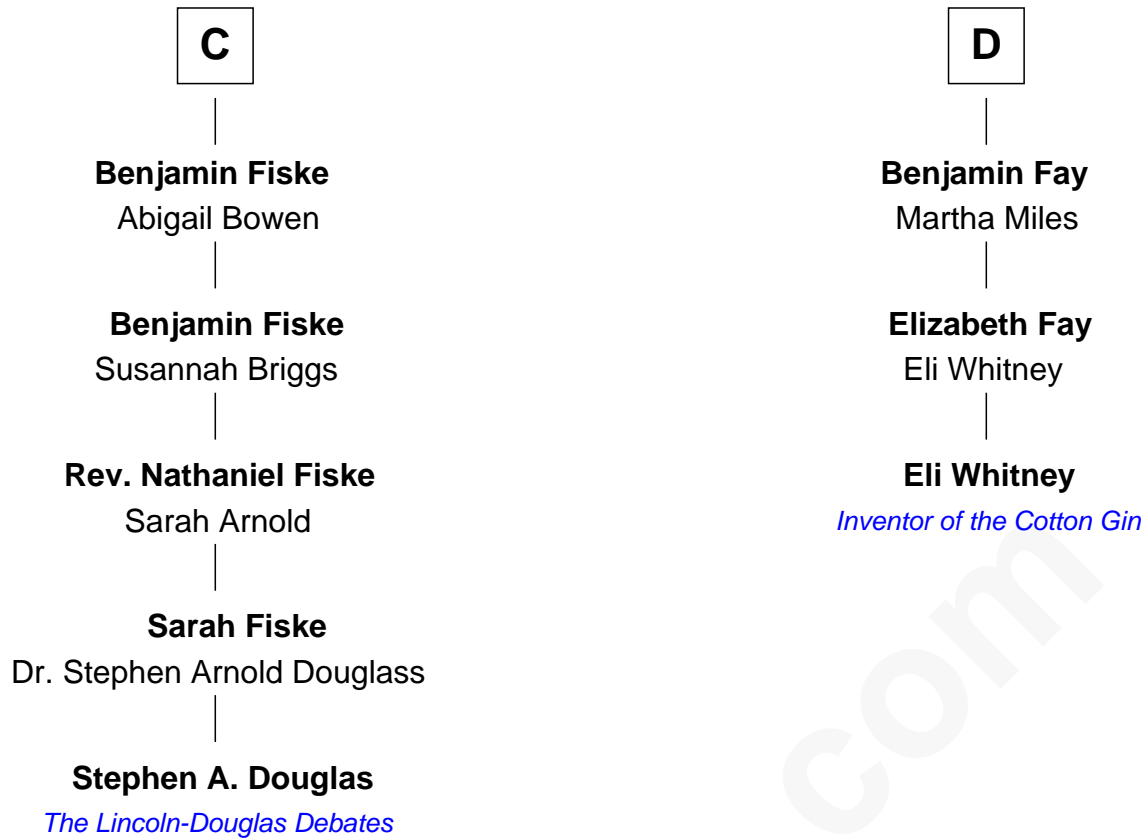 C
Benjamin Fiske
Abigail Bowen
Benjamin Fiske
Susannah Briggs
Rev. Nathaniel Fiske
Sarah Arnold
Sarah Fiske
Dr. Stephen Arnold Douglass
Stephen A. Douglas
The Lincoln-Douglas Debates
D
Benjamin Fay
Martha Miles
Elizabeth Fay
Eli Whitney
Eli Whitney
Inventor of the Cotton Gin
com